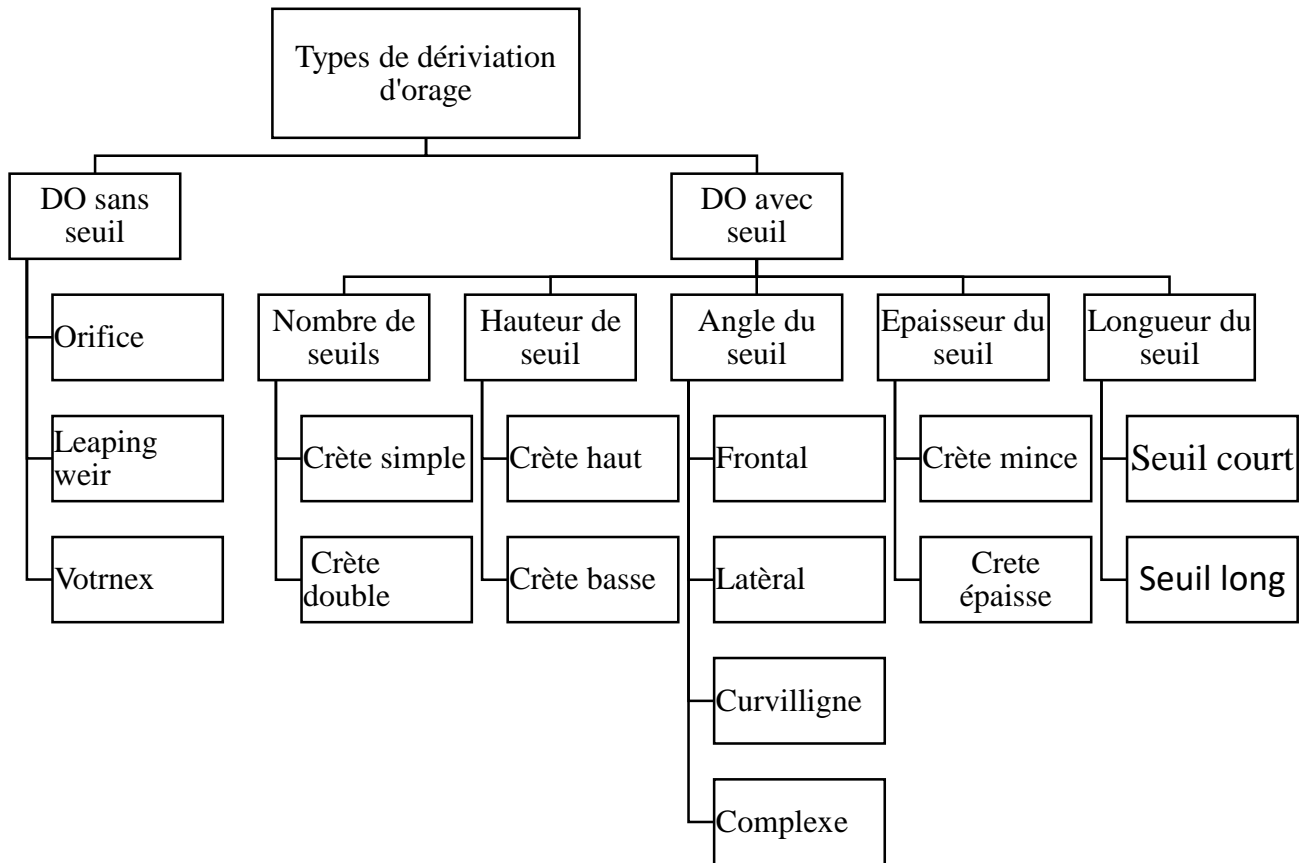 Types de dériviation
d'orage
DO sans
seuil
DO avec
seuil
Orifice
Leaping
weir
Votrnex
Nombre de
seuils
Crète simple
Crète
double
Hauteur de
seuil
Crète haut
Crète basse
Angle du
seuil
Frontal
Latèral
Curvilligne
Complexe
Epaisseur du
seuil
Crète mince
Crete
épaisse
Longueur du
seuil
Seuil court
Seuil long